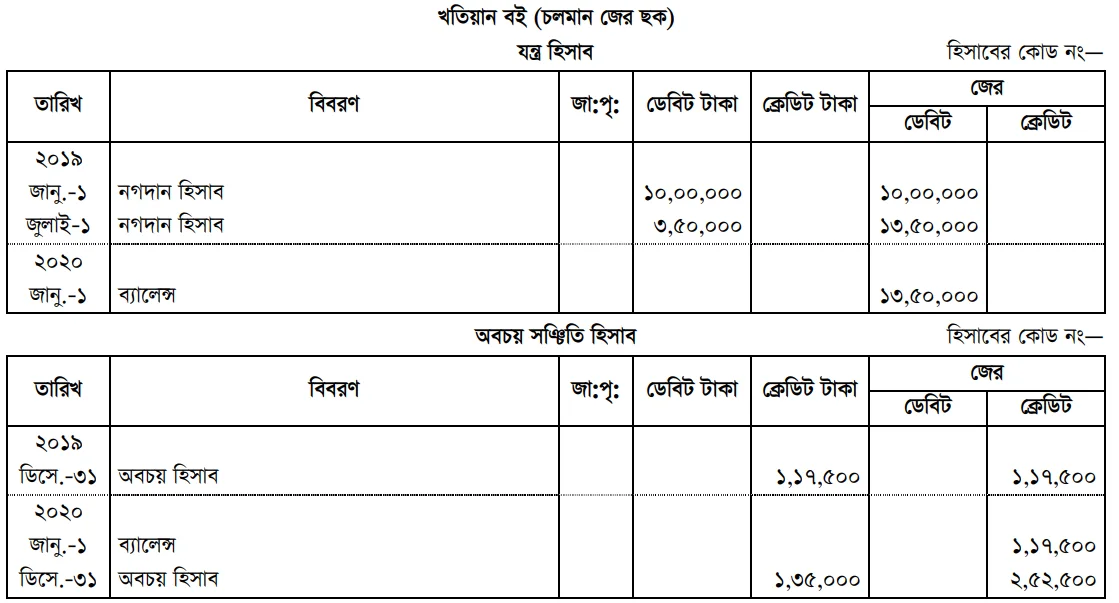 খতিয়ান বই (চলমান জের ছক)
যন্ত্র হিসাব হিসাবের কোড নং—
তারিখ বিবরণ জা:পৃ: ডেবিট টাকা ক্রেডিট টাকা জের
ডেবিট ক্রেডিট
২০১৯
জানু.-১ নগদান হিসাব ১০,০০,০০০ ১০,০০,০০০
জুলাই-১ নগদান হিসাব ৩,৫০,০০০ ১৩,৫০,০০০
২০২০
জানু.-১ ব্যালেন্স ১৩,৫০,০০০
অবচয় সঞ্চিতি হিসাব হিসাবের কোড নং—
তারিখ বিবরণ জা:পৃ: ডেবিট টাকা ক্রেডিট টাকা জের
ডেবিট ক্রেডিট
২০১৯
ডিসে.-৩১ অবচয় হিসাব ১,১৭,৫০০ ১,১৭,৫০০
২০২০
জানু.-১ ব্যালেন্স ১,১৭,৫০০
ডিসে.-৩১ অবচয় হিসাব ১,৩৫,০০০ ২,৫২,৫০০